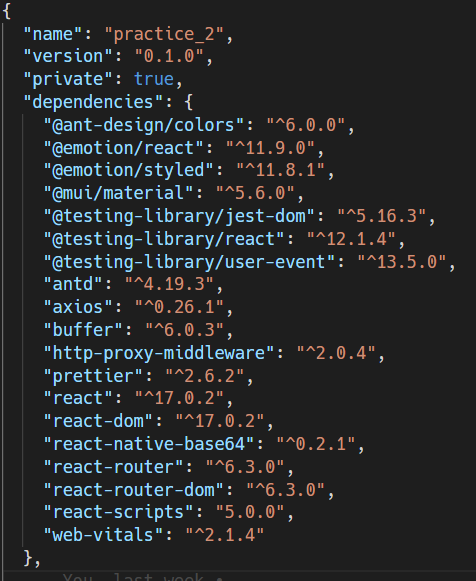 {
"name": "practice_2",
"version": "0.1.0",
"private": true,
"dependencies": {
"@ant-design/colors": "^6.0.0",
"@emotion/react": "^11.9.0",
"@emotion/styled": "^11.8.1",
"@mui/material": "^5.6.0",
"@testing-library/jest-dom": "^5.16.3",
"@testing-library/react": "^12.1.4",
"@testing-library/user-event": "^13.5.0",
"antd": "^4.19.3",
"axios": "^0.26.1",
"buffer": "^6.0.3",
"http-proxy-middleware": "^2.0.4",
"prettier": "^2.6.2",
"react": "^17.0.2",
"react-dom": "^17.0.2",
"react-native-base64": "^0.2.1",
"react-router": "^6.3.0",
"react-router-dom": "^6.3.0",
"react-scripts": "5.0.0",
"web-vitals": "^2.1.4"
},
You, last week •